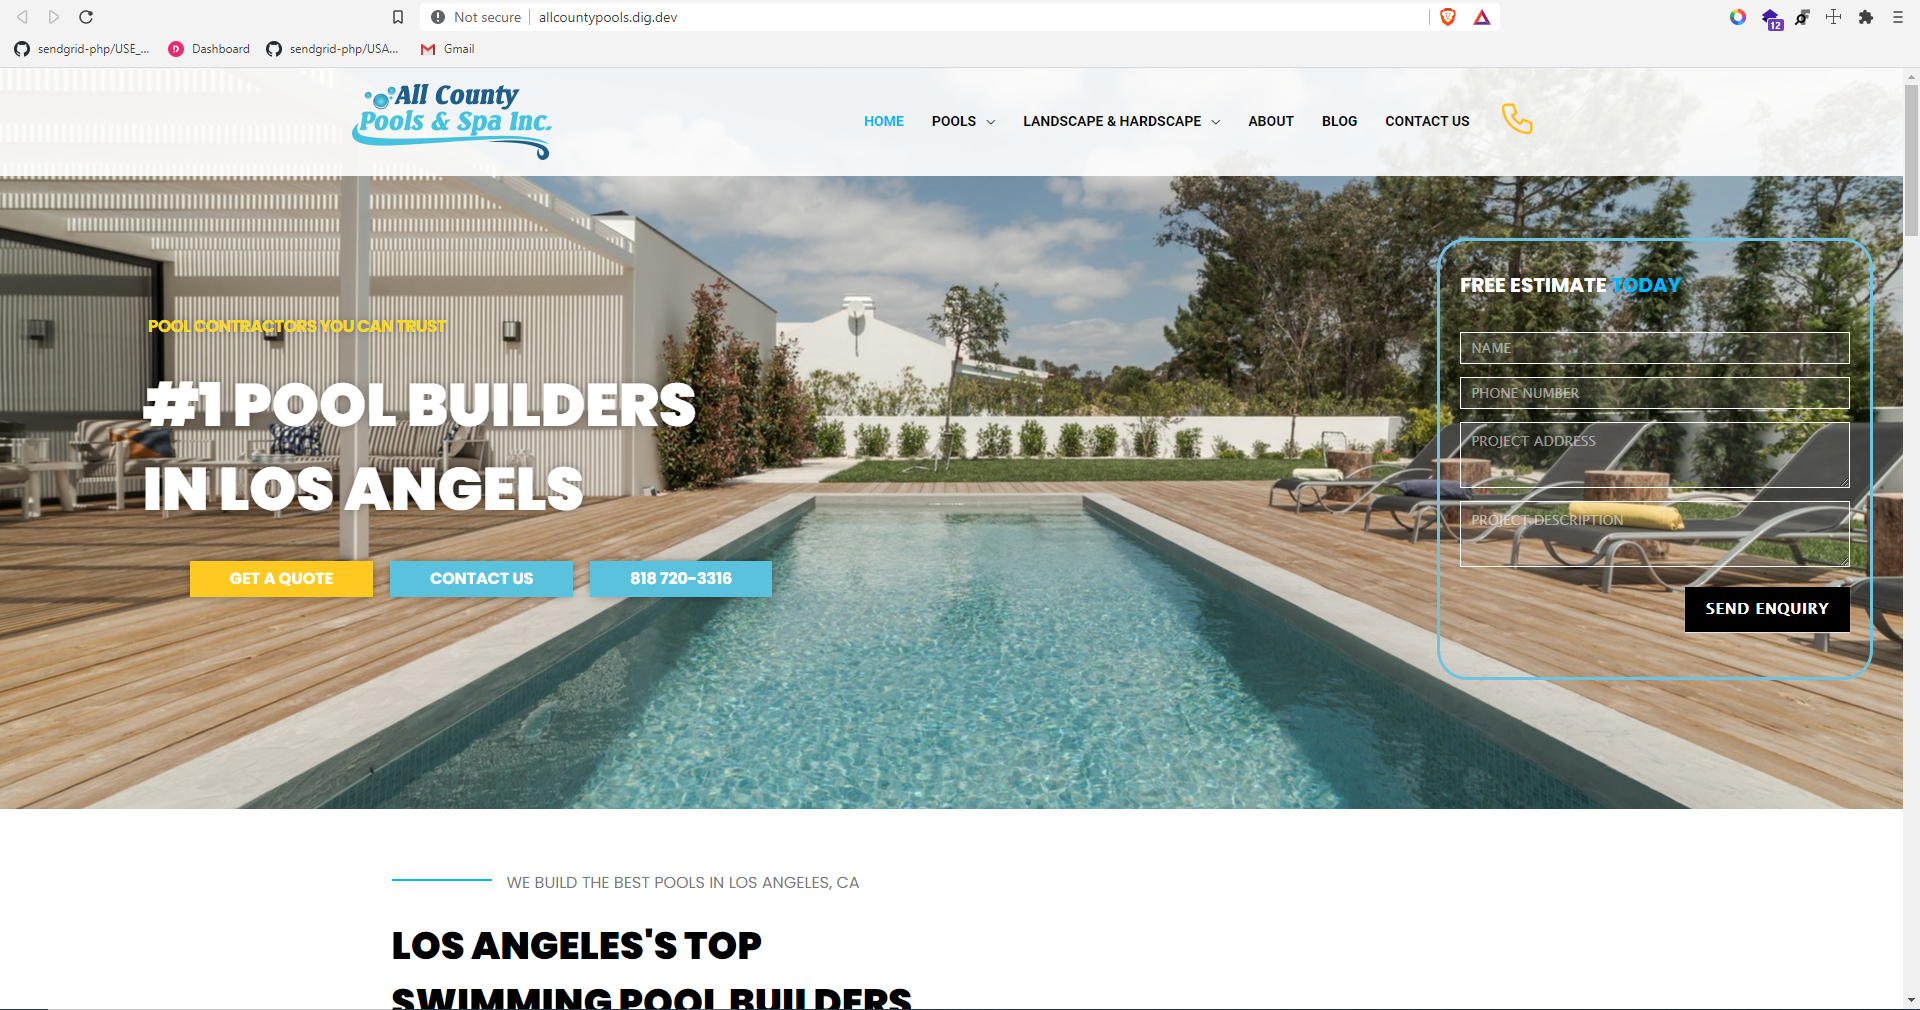 Not secure
allcountypools.dig.dev
12
sendgrid-php/USE_...
Dashboard
sendgrid-php/USA...
Gmail
All County
Pools & Spa Inc.
HOME
POOLS
LANDSCAPE & HARDSCAPE
ABOUT
BLOG
CONTACT US
POOL CONTRACTORS YOU CAN TRUST
#1 POOL BUILDERS
IN LOS ANGELS
GET A QUOTE
CONTACT US
818 720-3316
FREE ESTIMATE TODAY
NAME
PHONE NUMBER
PROJECT ADDRESS
PROJECT DESCRIPTION
SEND ENQUIRY
WE BUILD THE BEST POOLS IN LOS ANGELES, CA
LOS ANGELES'S TOP
SWIMMING POOL BUILDERS